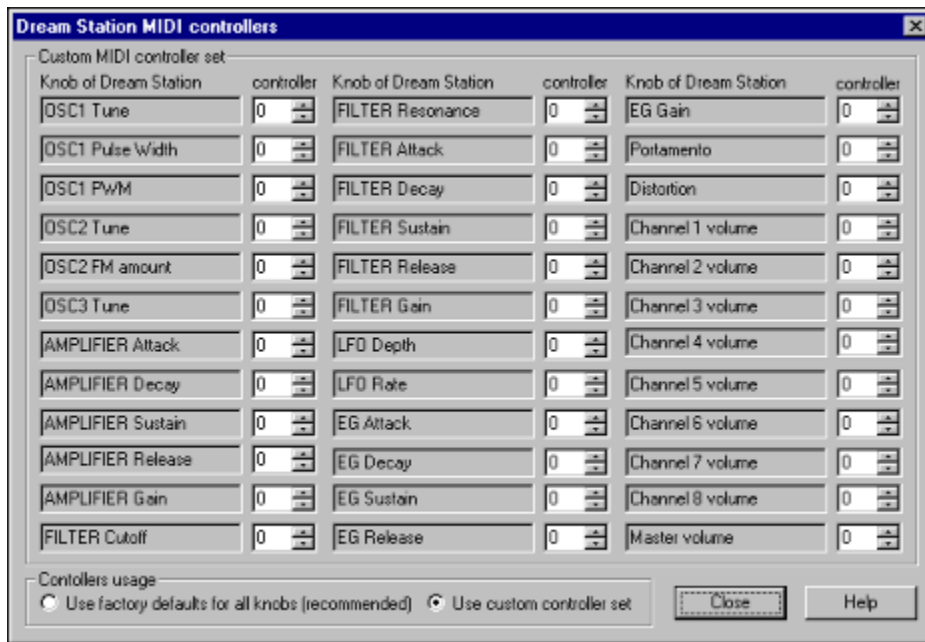 Dream Station MIDI controllers
Custom MIDI controller set
Knob of Dream Station controller Knob of Dream Station controller Knob of Dream Station controller
OSC1 Tune 0 FILTER Resonance 0 EG Gain 0
OSC1 Pulse Width 0 FILTER Attack 0 Portamento 0
OSC1 PWM 0 FILTER Decay 0 Distortion 0
OSC2 Tune 0 FILTER Sustain 0 Channel 1 volume 0
OSC2 FM amount 0 FILTER Release 0 Channel 2 volume 0
OSC3 Tune 0 FILTER Gain 0 Channel 3 volume 0
AMPLIFIER Attack 0 LFO Depth 0 Channel 4 volume 0
AMPLIFIER Decay 0 LFO Rate 0 Channel 5 volume 0
AMPLIFIER Sustain 0 EG Attack 0 Channel 6 volume 0
AMPLIFIER Release 0 EG Decay 0 Channel 7 volume 0
AMPLIFIER Gain 0 EG Sustain 0 Channel 8 volume 0
FILTER Cutoff 0 EG Release 0 Master volume 0
Contollers usage
Use factory defaults for all knobs (recommended) Use custom controller set Close Help